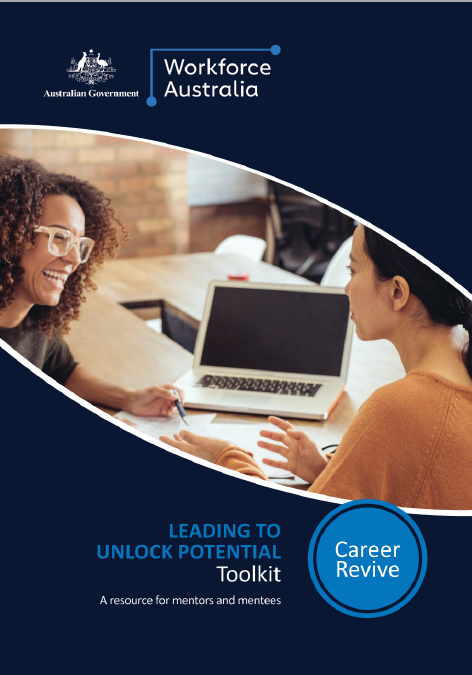 Australian Government
Workforce
Australia
LEADING TO
UNLOCK POTENTIAL
Toolkit
A resource for mentors and mentees
Career
Revive